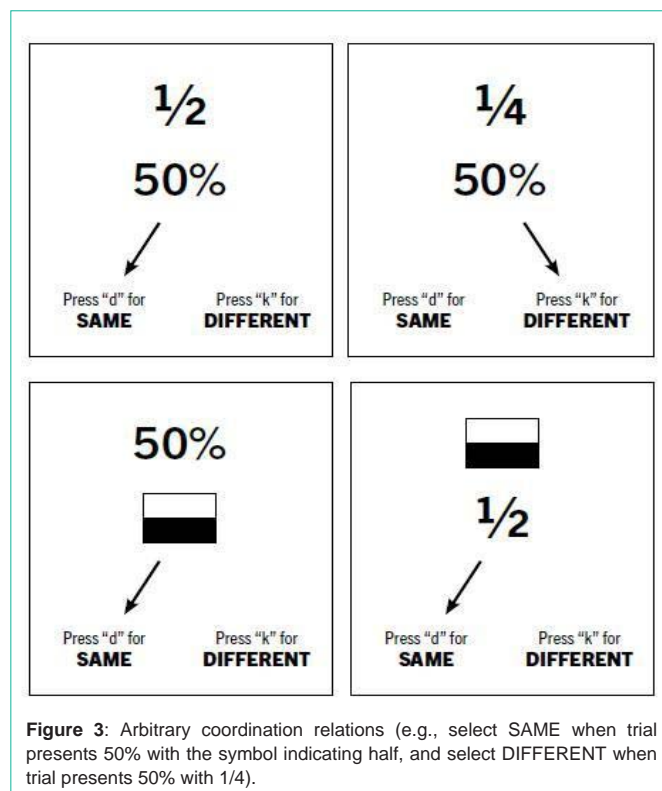 ½
50%
Press "d" for
SAME
Press "k" for
DIFFERENT
¼
50%
Press "d" for
SAME
Press "k" for
DIFFERENT
50%
Press "d" for
SAME
Press "k" for
DIFFERENT
½
Press "d" for
SAME
Press "k" for
DIFFERENT
Figure 3: Arbitrary coordination relations (e.g., select SAME when trial
presents 50% with the symbol indicating half, and select DIFFERENT when
trial presents 50% with 1/4).